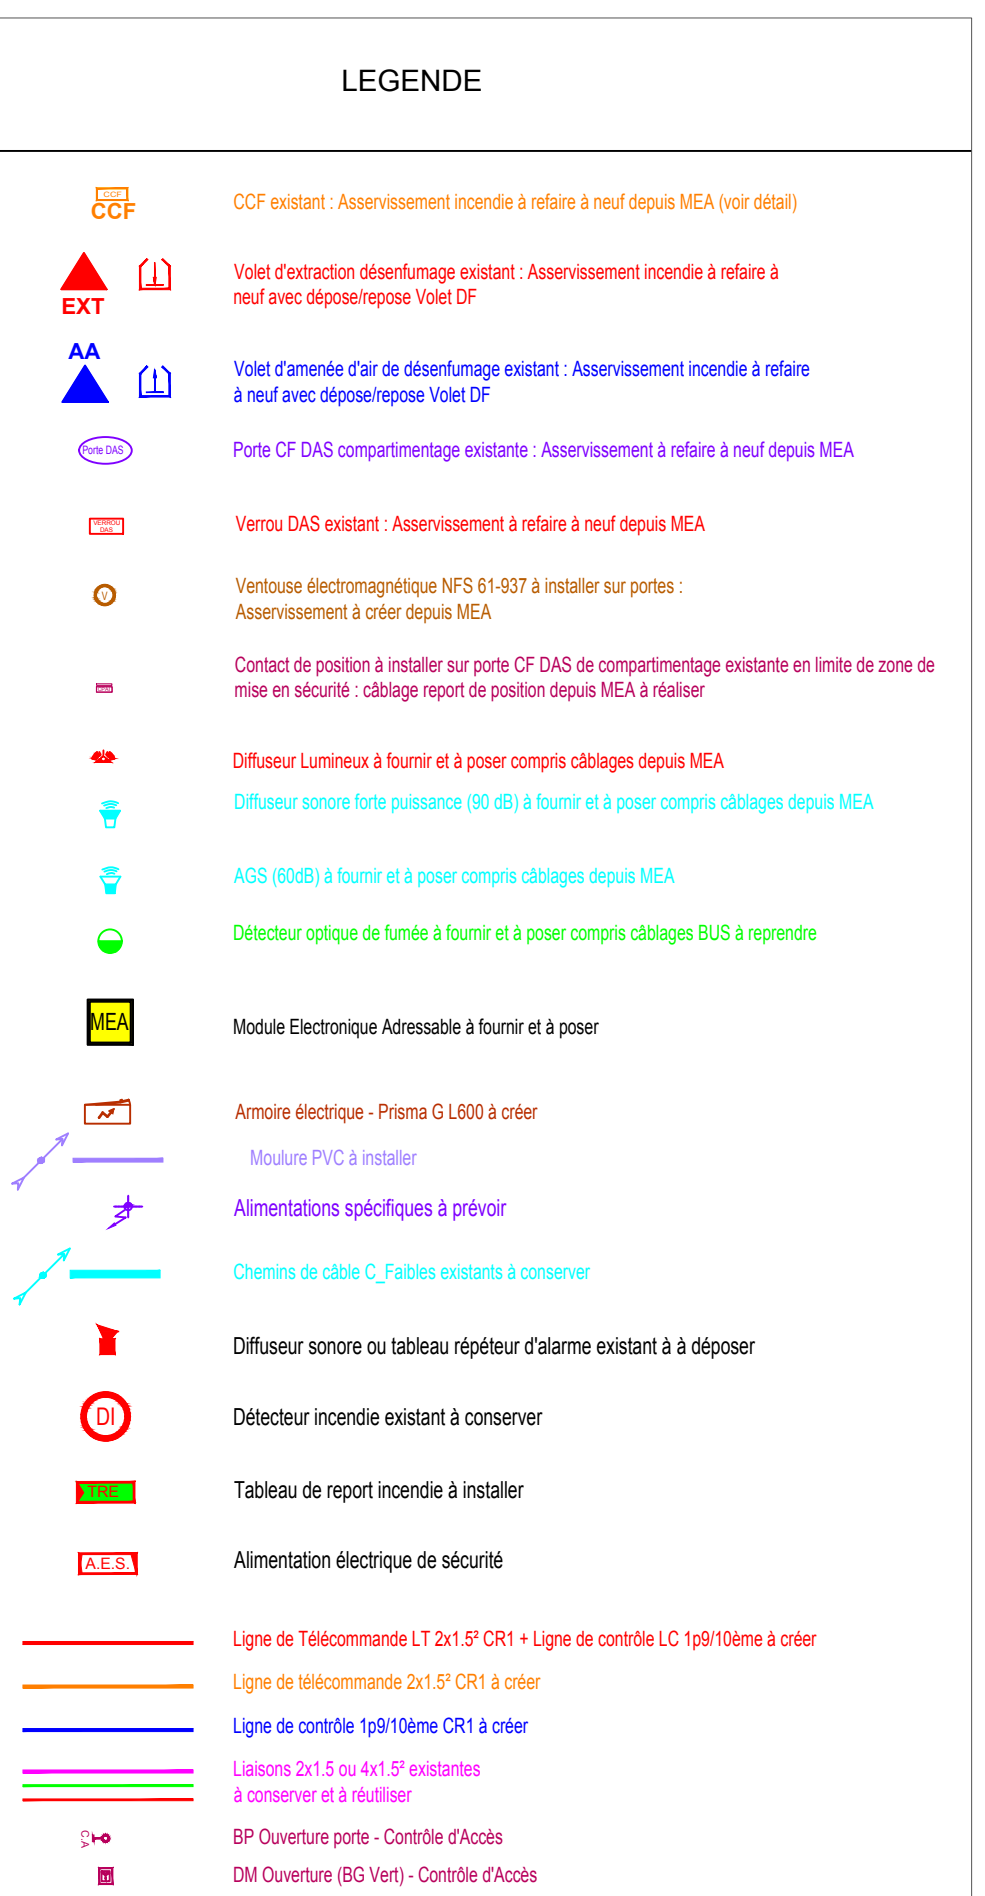 LEGENDE
CCF
CCF
CCF existant : Asservissement incendie à refaire à neuf depuis MEA (voir détail)
EXT
Volet d'extraction désenfumage existant : Asservissement incendie à refaire à
neuf avec dépose/repose Volet DF
AA
Volet d'amenée d'air de désenfumage existant : Asservissement incendie à refaire
à neuf avec dépose/repose Volet DF
Porte DAS
Porte CF DAS compartimentage existante : Asservissement à refaire à neuf depuis MEA
VERROU
DAS
Verrou DAS existant : Asservissement à refaire à neuf depuis MEA
V
Ventouse électromagnétique NFS 61-937 à installer sur portes :
Asservissement à créer depuis MEA
Contact de position à installer sur porte CF DAS de compartimentage existante en limite de zone de
mise en sécurité : câblage report de position depuis MEA à réaliser
Diffuseur Lumineux à fournir et à poser compris câblages depuis MEA
Diffuseur sonore forte puissance (90 dB) à fournir et à poser compris câblages depuis MEA
AGS (60dB) à fournir et à poser compris câblages depuis MEA
Détecteur optique de fumée à fournir et à poser compris câblages BUS à reprendre
MEA
Module Electronique Adressable à fournir et à poser
Armoire électrique - Prisma G L600 à créer
Moulure PVC à installer
Alimentations spécifiques à prévoir
Chemins de câble C_Faibles existants à conserver
Diffuseur sonore ou tableau répéteur d'alarme existant à à déposer
DI
Détecteur incendie existant à conserver
TRE
Tableau de report incendie à installer
A.E.S.
Alimentation électrique de sécurité
Ligne de Télécommande LT 2x1.5² CR1 + Ligne de contrôle LC 1p9/10ème à créer
Ligne de télécommande 2x1.5² CR1 à créer
Ligne de contrôle 1p9/10ème CR1 à créer
Liaisons 2x1.5 ou 4x1.5² existantes
à conserver et à réutiliser
C.A
BP Ouverture porte - Contrôle d'Accès
DM Ouverture (BG Vert) - Contrôle d'Accès